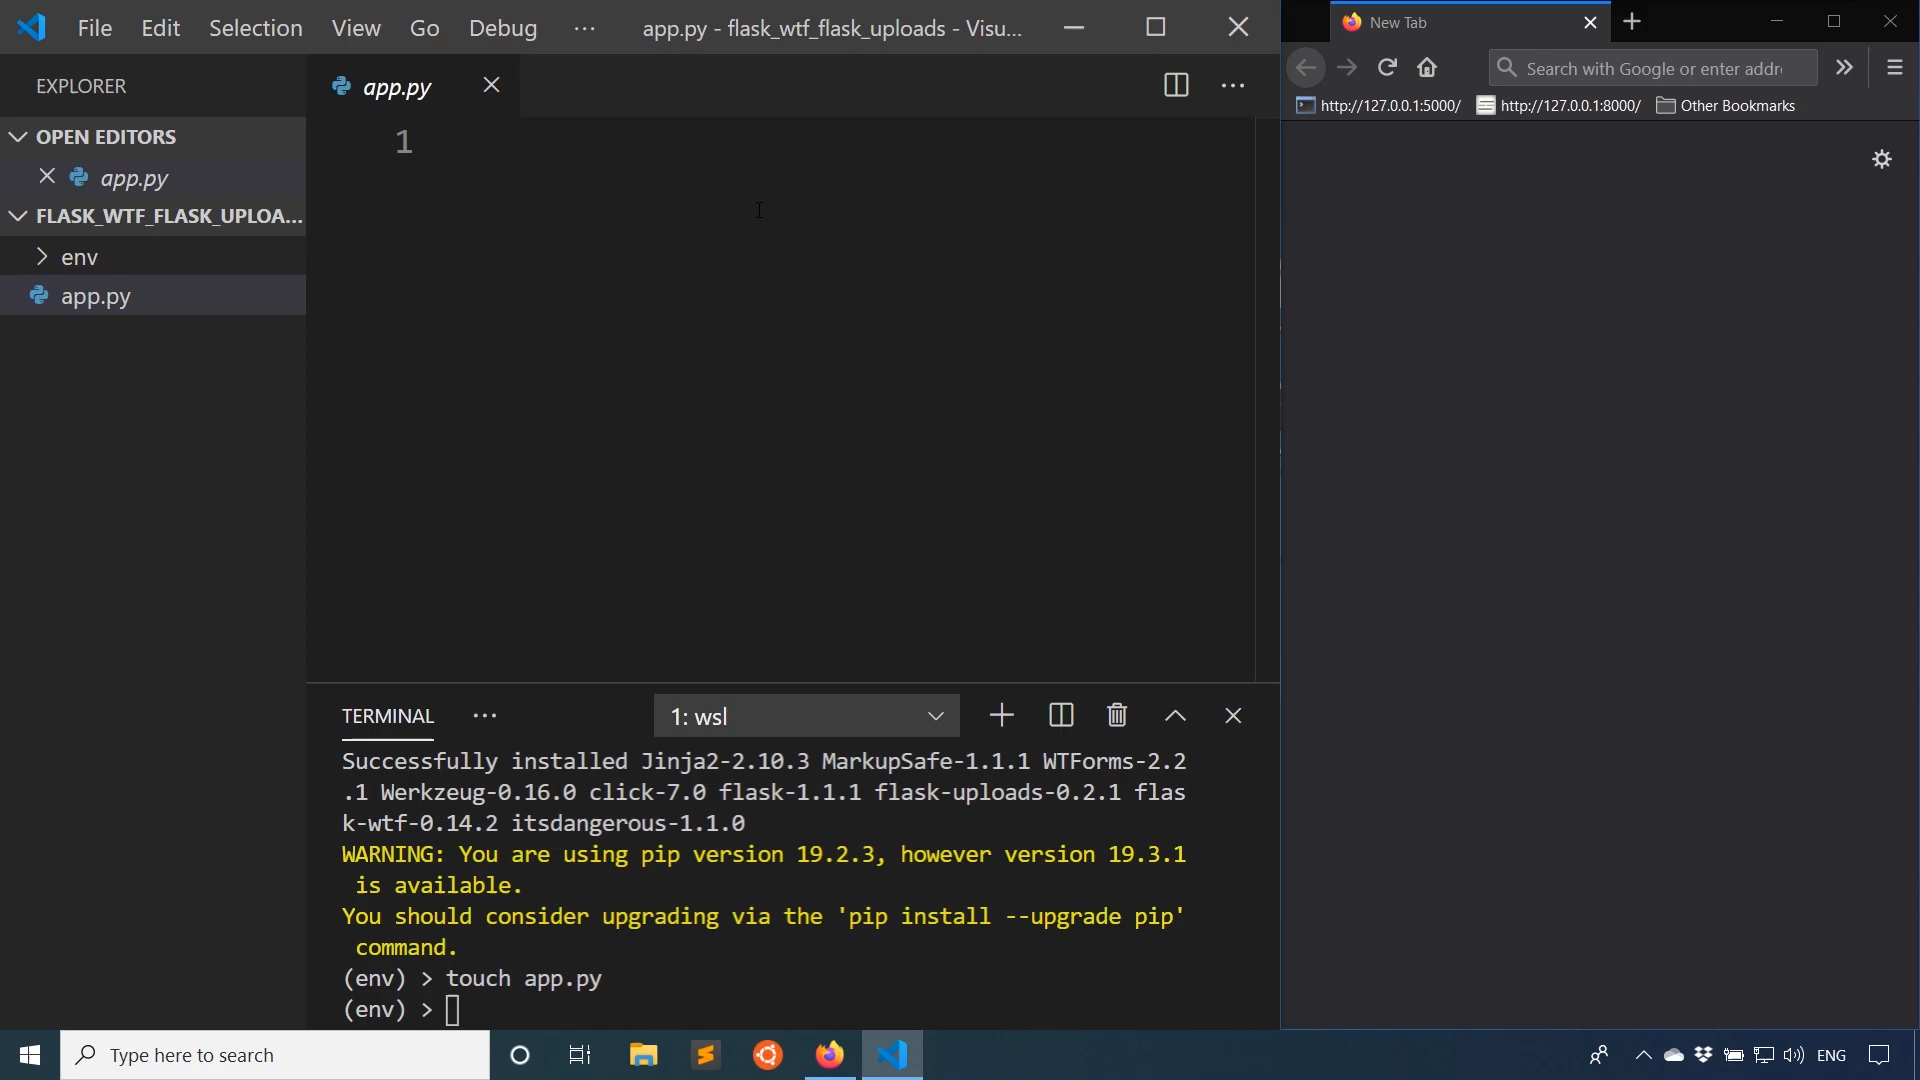 File Edit Selection View Go Debug ··· app.py - flask_wtf_flask_uploads - Visu...
New Tab
EXPLORER
app.py
Search with Google or enter addr
http://127.0.0.1:5000/ http://127.0.0.1:8000/ Other Bookmarks
OPEN EDITORS
app.py
FLASK_WTF_FLASK_UPLOA...
env
app.py
1
TERMINAL ··· 1: wsl
Successfully installed Jinja2-2.10.3 MarkupSafe-1.1.1 WTForms-2.2
.1 Werkzeug-0.16.0 click-7.0 flask-1.1.1 flask-uploads-0.2.1 flas
k-wtf-0.14.2 itsdangerous-1.1.0
WARNING: You are using pip version 19.2.3, however version 19.3.1
is available.
You should consider upgrading via the 'pip install --upgrade pip'
command.
(env) > touch app.py
(env) >
Type here to search
ENG